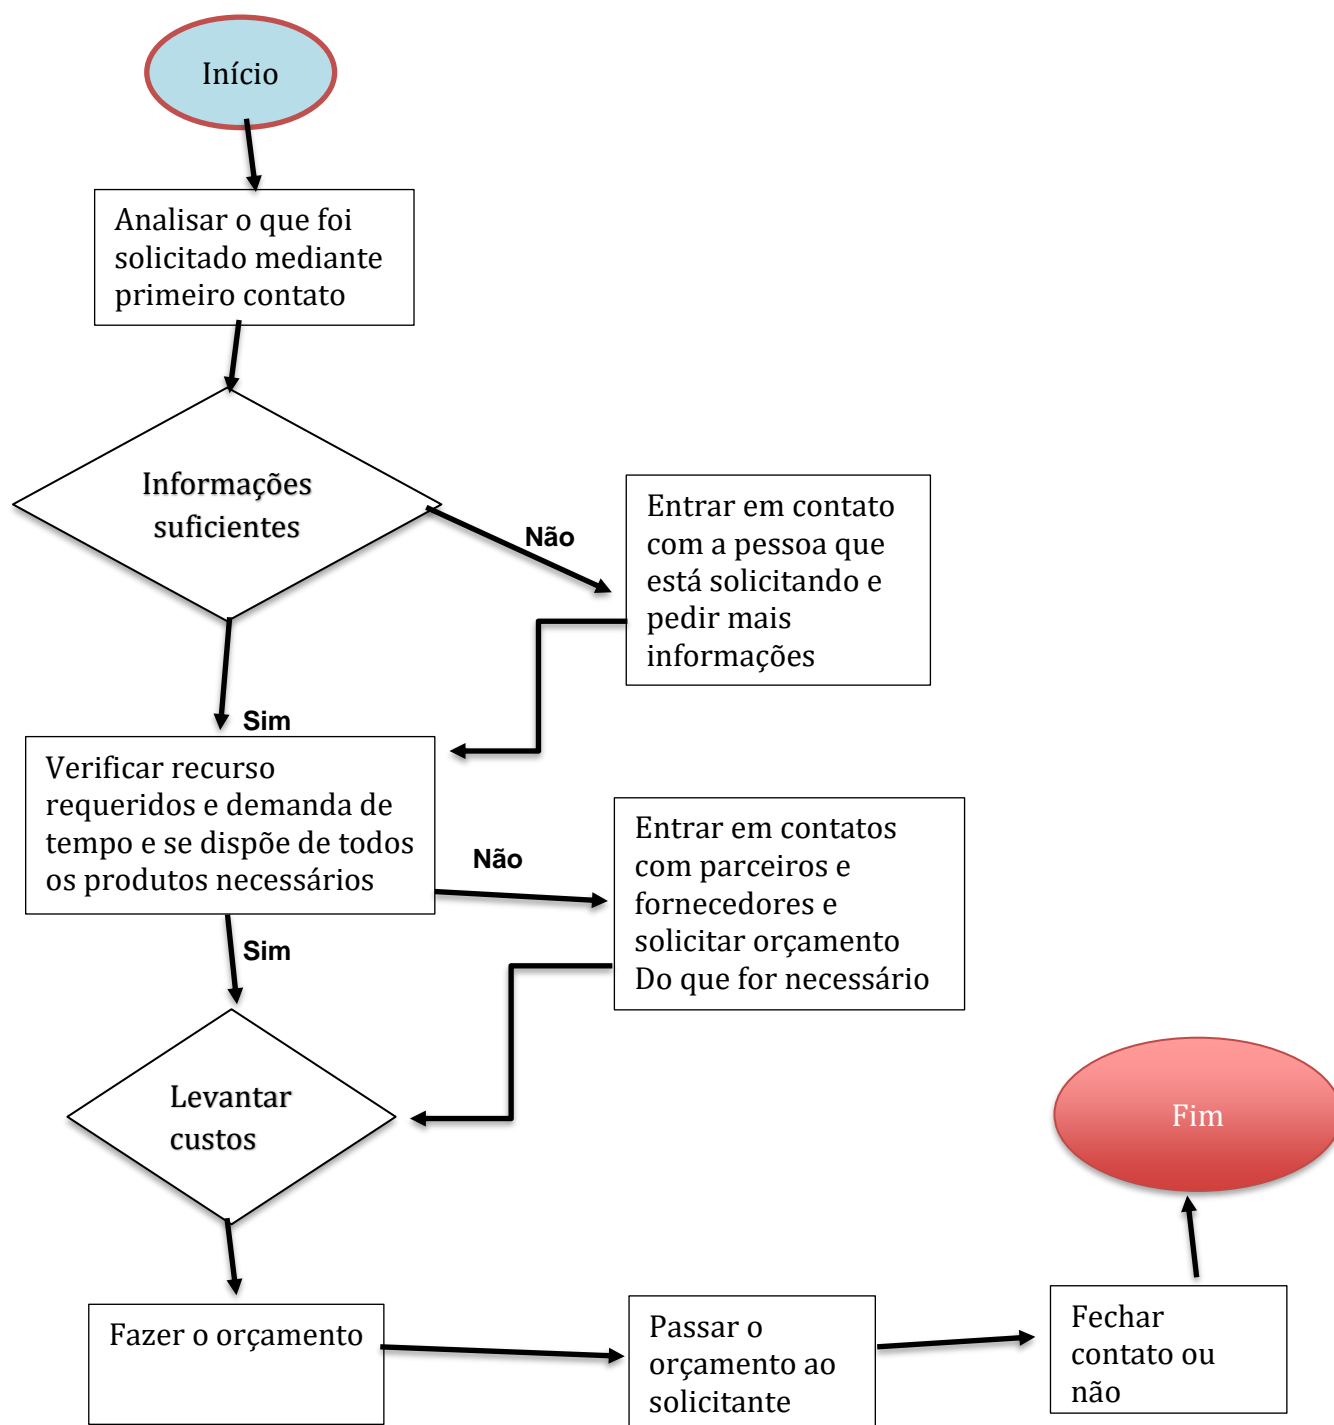 Início
Analisar o que foi
solicitado mediante
primeiro contato
Informações
suficientes
Não
Entrar em contato
com a pessoa que
está solicitando e
pedir mais
informações
Sim
Verificar recurso
requeridos e demanda de
tempo e se dispõe de todos
os produtos necessários
Não
Entrar em contatos
com parceiros e
fornecedores e
solicitar orçamento
Do que for necessário
Sim
Levantar
custos
Fim
Fazer o orçamento
Passar o
orçamento ao
solicitante
Fechar
contato ou
não